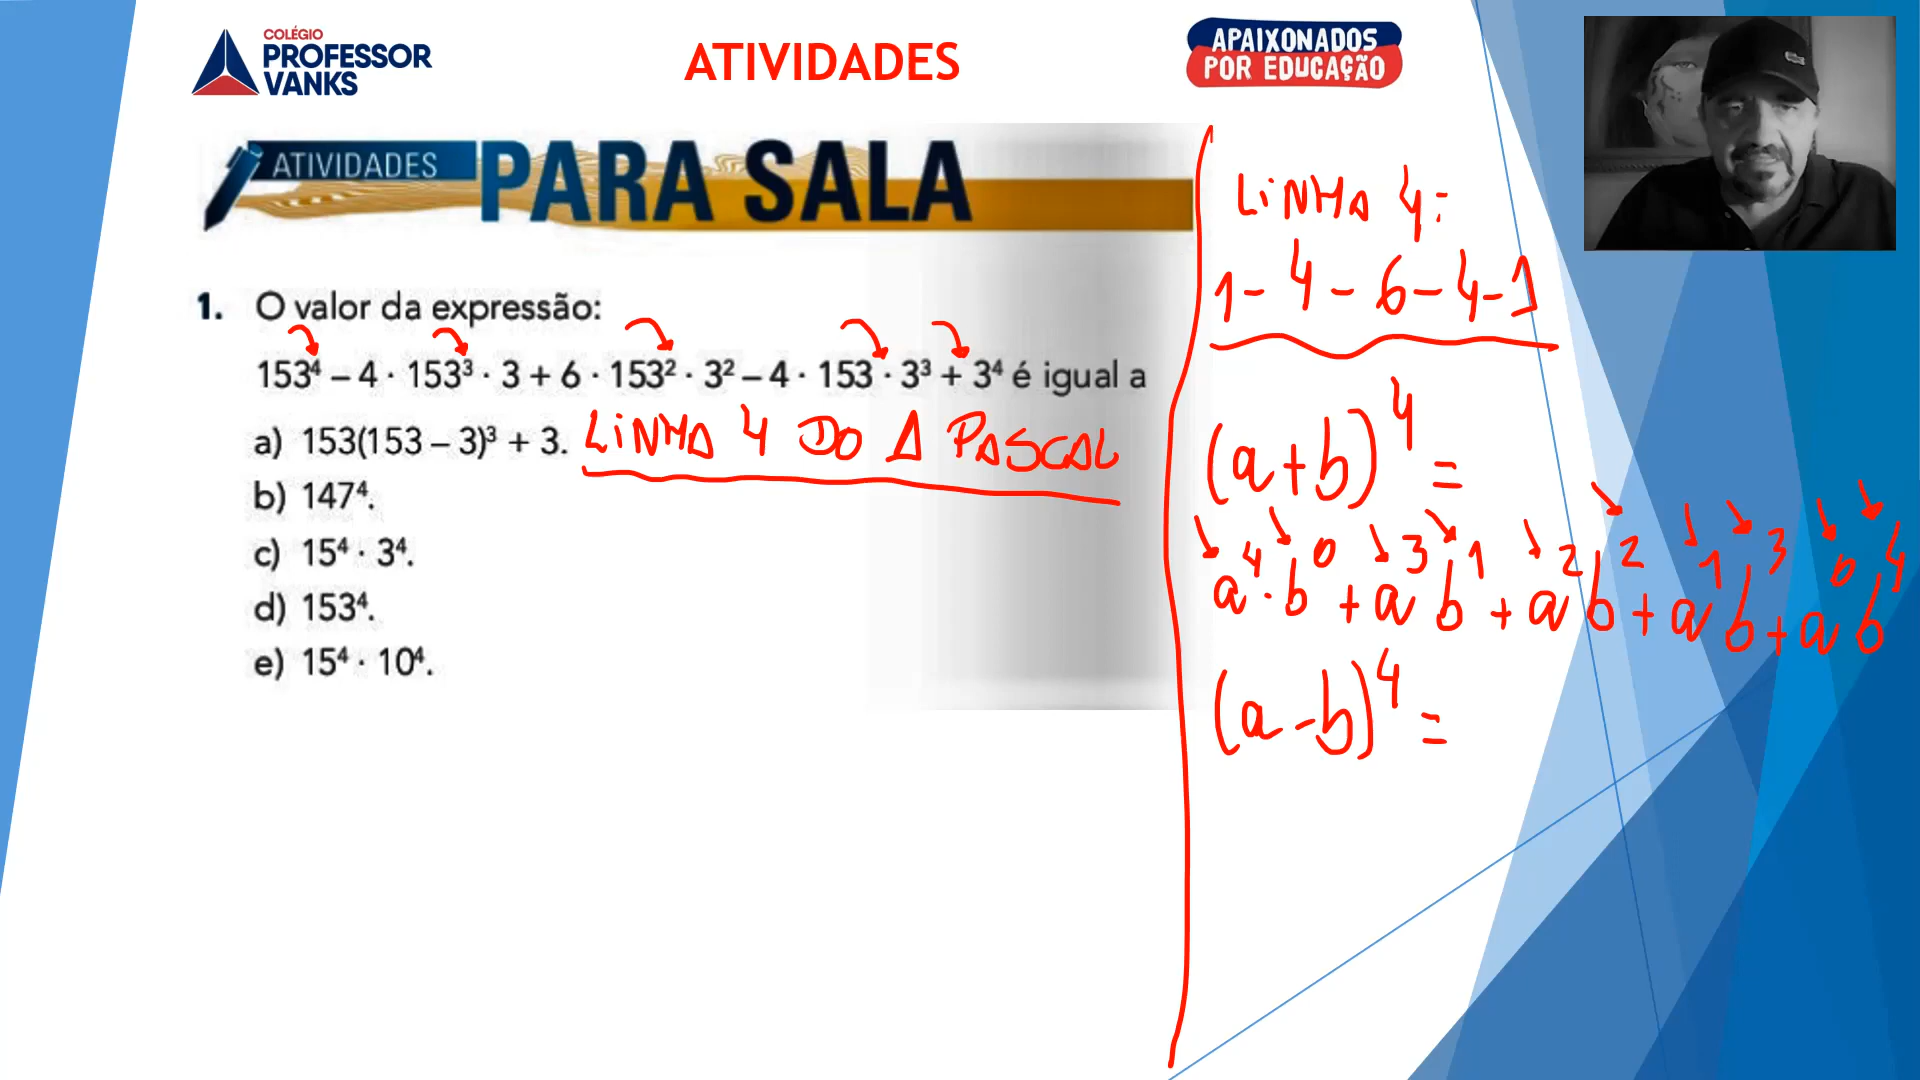 COLÉGIO
PROFESSOR
VANKS
ATIVIDADES
APAIXONADOS
POR EDUCAÇÃO
ATIVIDADES
PARA SALA
1. O valor da expressão:
153⁴ – 4 · 153³ · 3 + 6 · 153² · 3² – 4 · 153 · 3³ + 3⁴ é igual a
a) 153(153 – 3)³ + 3.
LINHA 4 DO Δ PASCAL
b) 147⁴.
c) 15⁴ · 3⁴.
d) 153⁴.
e) 15⁴ · 10⁴.
LINHA 4:
1 - 4 - 6 - 4 - 1
(a+b)⁴ =
a⁴·b⁰ + a³b¹ + a²b² + a¹b³ + a⁰b⁴
(a-b)⁴ =